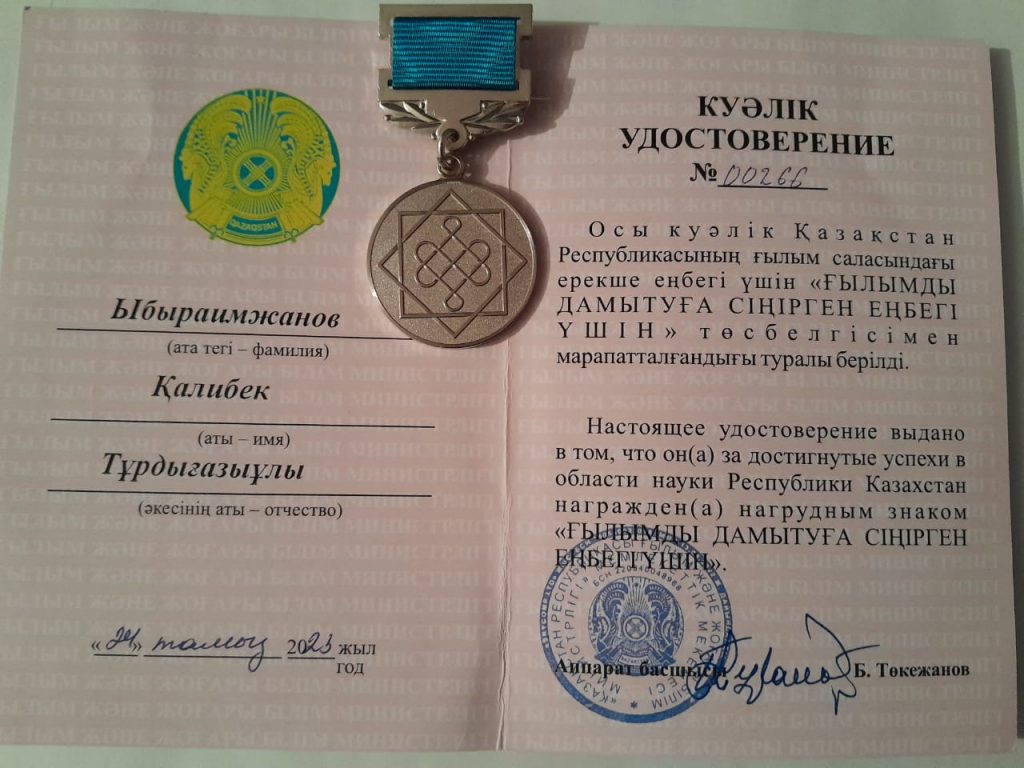 QAZAQSTAN
Ыбыраимжанов
(ата тегі – фамилия)
Қалибек
(аты – имя)
Тұрдығазыұлы
(әкесінің аты – отчество)
« » тамыз 2023 жыл
год
КУӘЛІК
УДОСТОВЕРЕНИЕ
№ 00266
Осы куәлік Қазақстан
Республикасының ғылым саласындағы
ерекше еңбегі үшін «ҒЫЛЫМДЫ
ДАМЫТУҒА СІҢІРГЕН ЕҢБЕГІ
ҮШІН» төсбелгісімен
марапатталғандығы туралы берілді.
Настоящее удостоверение выдано
в том, что он(а) за достигнутые успехи в
области науки Республики Казахстан
награжден(а) нагрудным знаком
«ҒЫЛЫМДЫ ДАМЫТУҒА СІҢІРГЕН
ЕҢБЕГІ ҮШІН».
Аппарат басшысы Б. Төкежанов